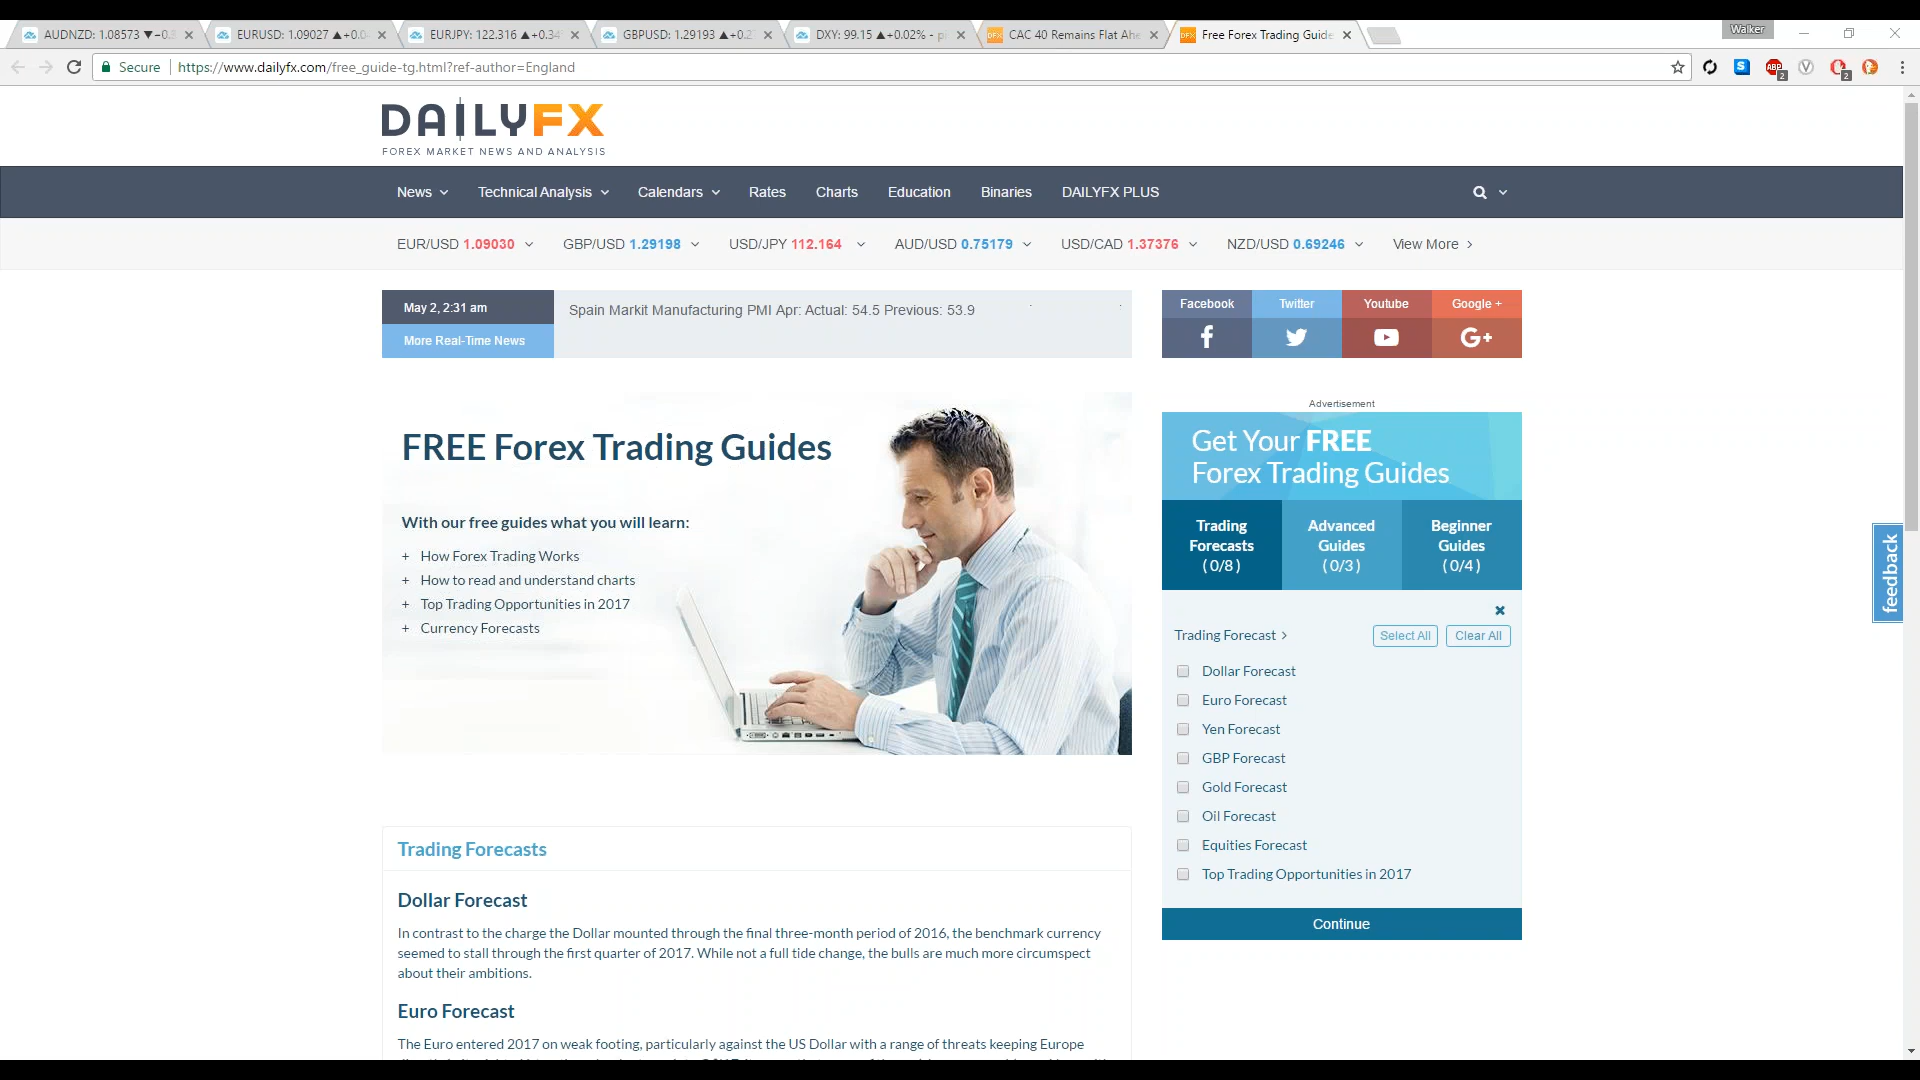 AUDNZD: 1.08573 ▼−0.
EURUSD: 1.09027 ▲+0.0
EURJPY: 122.316 ▲+0.34
GBPUSD: 1.29193 ▲+0.2
DXY: 99.15 ▲+0.02% - p
CAC 40 Remains Flat Ahe
Free Forex Trading Guide
Walker
Secure
https://www.dailyfx.com/free_guide-tg.html?ref-author=England
DAILYFX
FOREX MARKET NEWS AND ANALYSIS
News
Technical Analysis
Calendars
Rates
Charts
Education
Binaries
DAILYFX PLUS
EUR/USD 1.09030
GBP/USD 1.29198
USD/JPY 112.164
AUD/USD 0.75179
USD/CAD 1.37376
NZD/USD 0.69246
View More
May 2, 2:31 am
Spain Markit Manufacturing PMI Apr: Actual: 54.5 Previous: 53.9
More Real-Time News
Facebook
Twitter
Youtube
Google +
FREE Forex Trading Guides
With our free guides what you will learn:
+ How Forex Trading Works
+ How to read and understand charts
+ Top Trading Opportunities in 2017
+ Currency Forecasts
Advertisement
Get Your FREE
Forex Trading Guides
Trading
Forecasts
( 0/8 )
Advanced
Guides
( 0/3 )
Beginner
Guides
( 0/4 )
Trading Forecast
Select All
Clear All
Dollar Forecast
Euro Forecast
Yen Forecast
GBP Forecast
Gold Forecast
Oil Forecast
Equities Forecast
Top Trading Opportunities in 2017
Continue
feedback
Trading Forecasts
Dollar Forecast
In contrast to the charge the Dollar mounted through the final three-month period of 2016, the benchmark currency
seemed to stall through the first quarter of 2017. While not a full tide change, the bulls are much more circumspect
about their ambitions.
Euro Forecast
The Euro entered 2017 on weak footing, particularly against the US Dollar with a range of threats keeping Europe